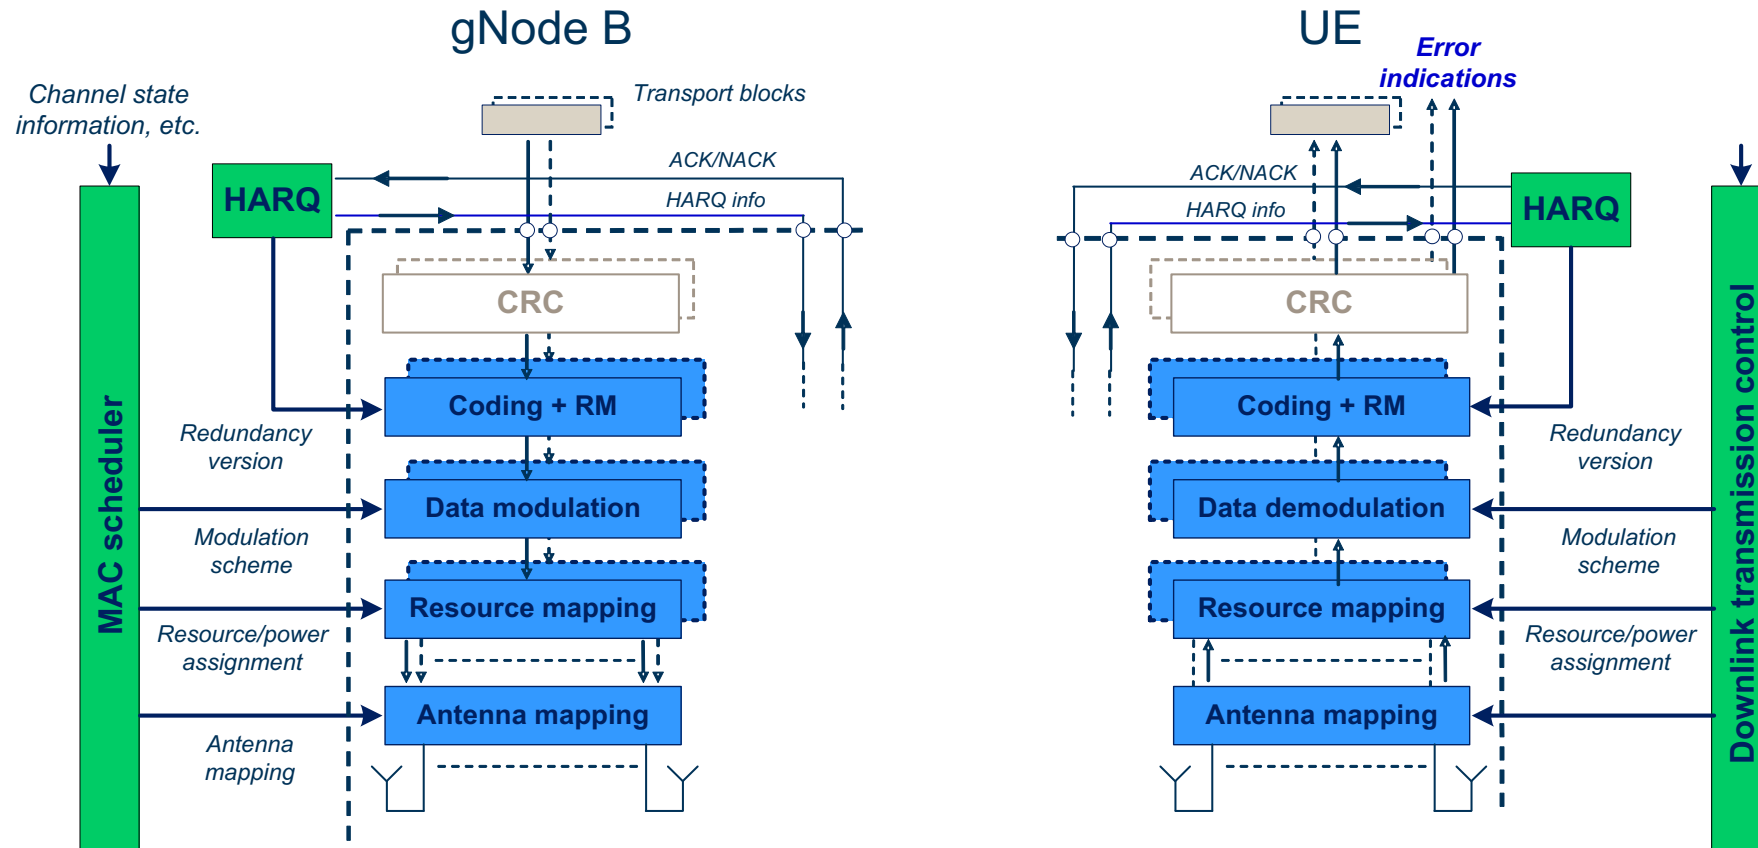 gNode B
UE
Channel state
information, etc.
Transport blocks
Error
indications
HARQ
ACK/NACK
HARQ info
ACK/NACK
HARQ info
HARQ
CRC
CRC
MAC scheduler
Coding + RM
Coding + RM
Redundancy
version
Redundancy
version
Data modulation
Data demodulation
Modulation
scheme
Modulation
scheme
Resource mapping
Resource mapping
Resource/power
assignment
Resource/power
assignment
Antenna mapping
Antenna mapping
Antenna
mapping
Downlink transmission control